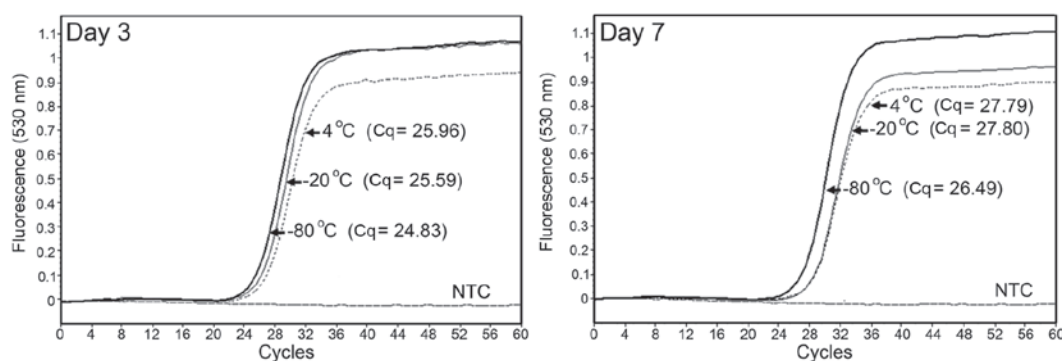 Day 3
Fluorescence (530 nm)
1.1
1
0.9
0.8
0.7
0.6
0.5
0.4
0.3
0.2
0.1
0
4°C (Cq= 25.96)
-20°C (Cq= 25.59)
-80°C (Cq= 24.83)
NTC
0 4 8 12 16 20 24 28 32 36 40 44 48 52 56 60
Cycles
Day 7
Fluorescence (530 nm)
1.1
1
0.9
0.8
0.7
0.6
0.5
0.4
0.3
0.2
0.1
0
4°C (Cq= 27.79)
-20°C (Cq= 27.80)
-80°C (Cq= 26.49)
NTC
0 4 8 12 16 20 24 28 32 36 40 44 48 52 56 60
Cycles